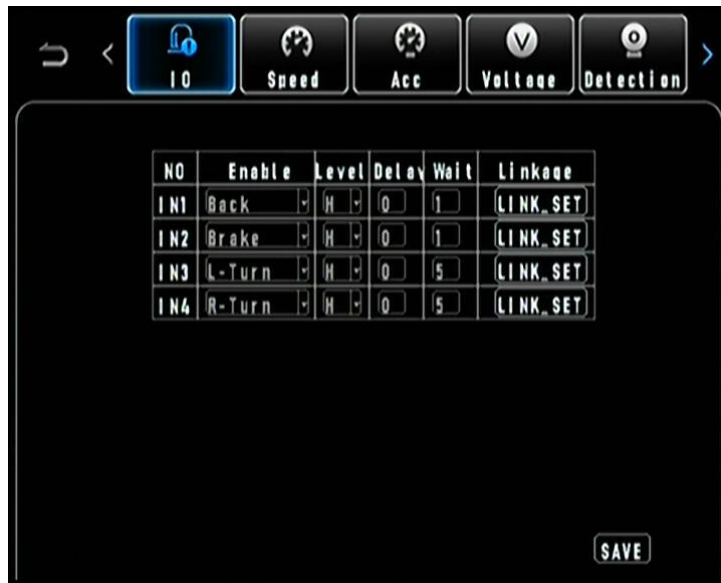 IO Speed Acc Voltage Detection
NO Enable Level Delay Wait Linkage
IN1 Back H 0 1 LINK_SET
IN2 Brake H 0 1 LINK_SET
IN3 L-Turn H 0 5 LINK_SET
IN4 R-Turn H 0 5 LINK_SET
SAVE